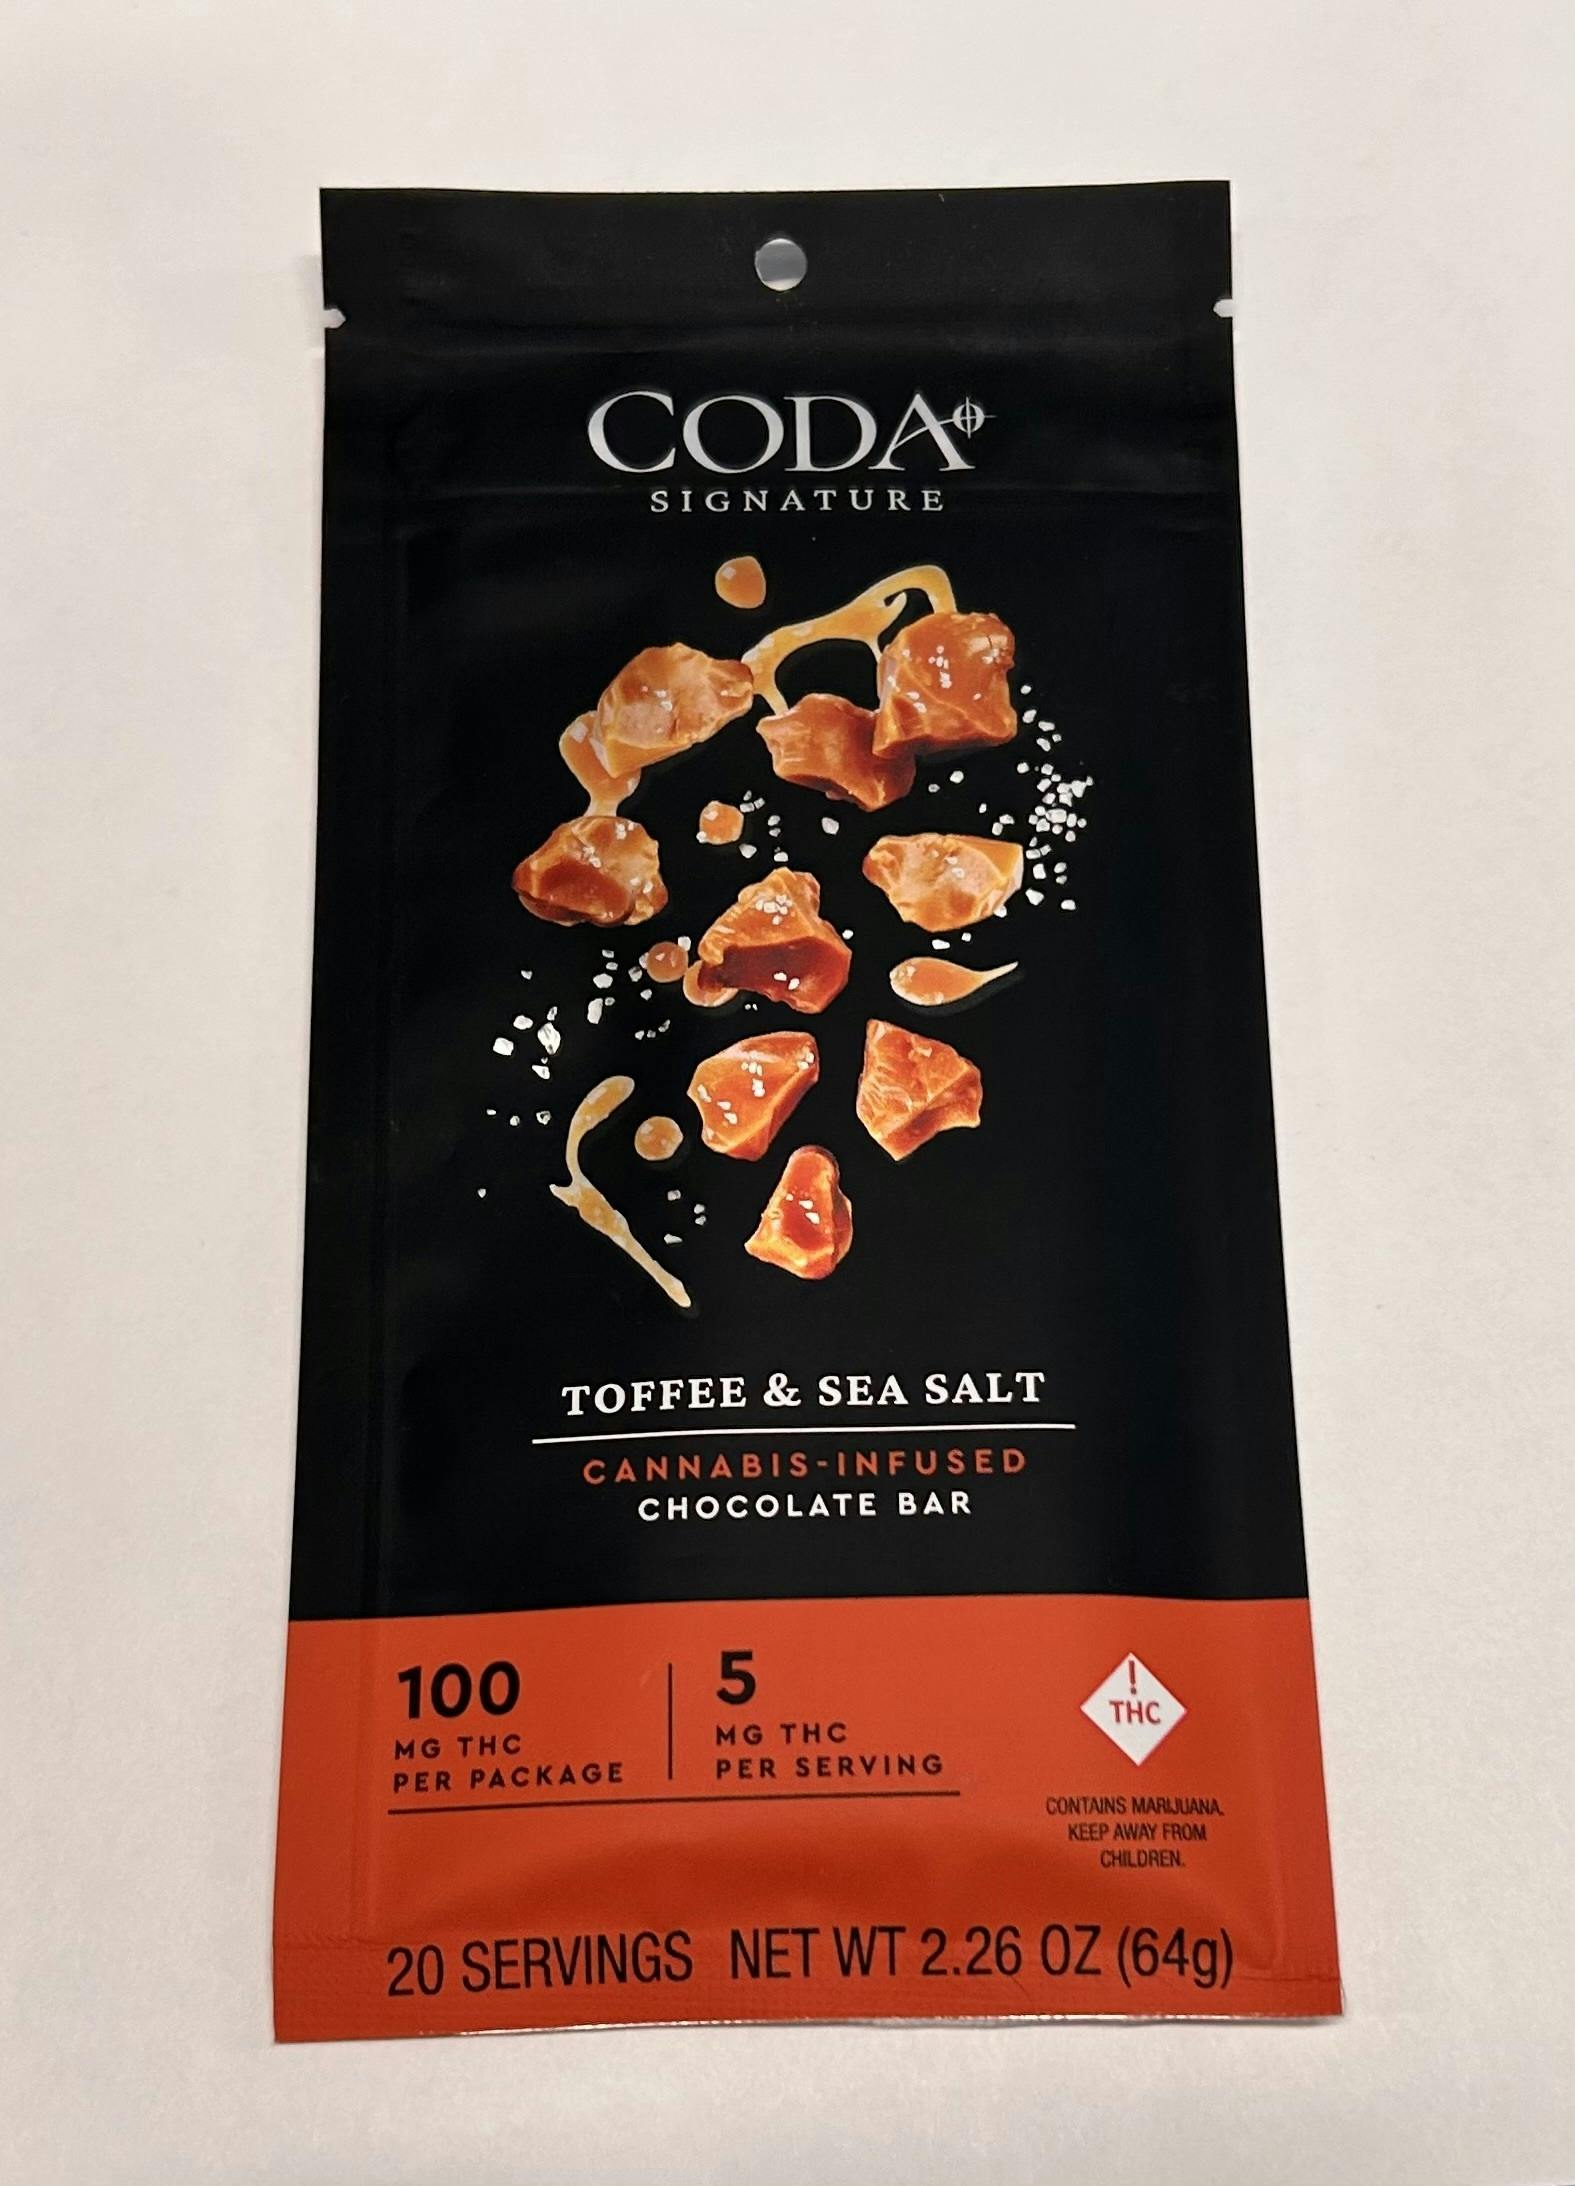 CODA
SIGNATURE
TOFFEE & SEA SALT
CANNABIS-INFUSED
CHOCOLATE BAR
100
MG THC
PER PACKAGE
5
MG THC
PER SERVING
!
THC
CONTAINS MARIJUANA.
KEEP AWAY FROM
CHILDREN.
20 SERVINGS NET WT 2.26 OZ (64g)